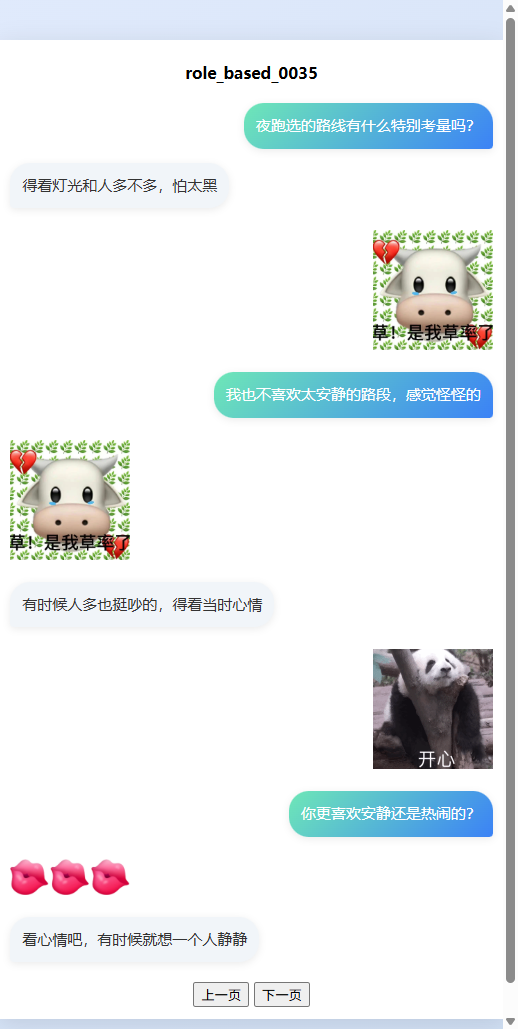 role_based_0035
夜跑选的路线有什么特别考量吗？
得看灯光和人多不多，怕太黑
草！是我草率了
我也不喜欢太安静的路段，感觉怪怪的
草！是我草率了
有时候人多也挺吵的，得看当时心情
开心
你更喜欢安静还是热闹的？
看心情吧，有时候就想一个人静静
上一页 下一页